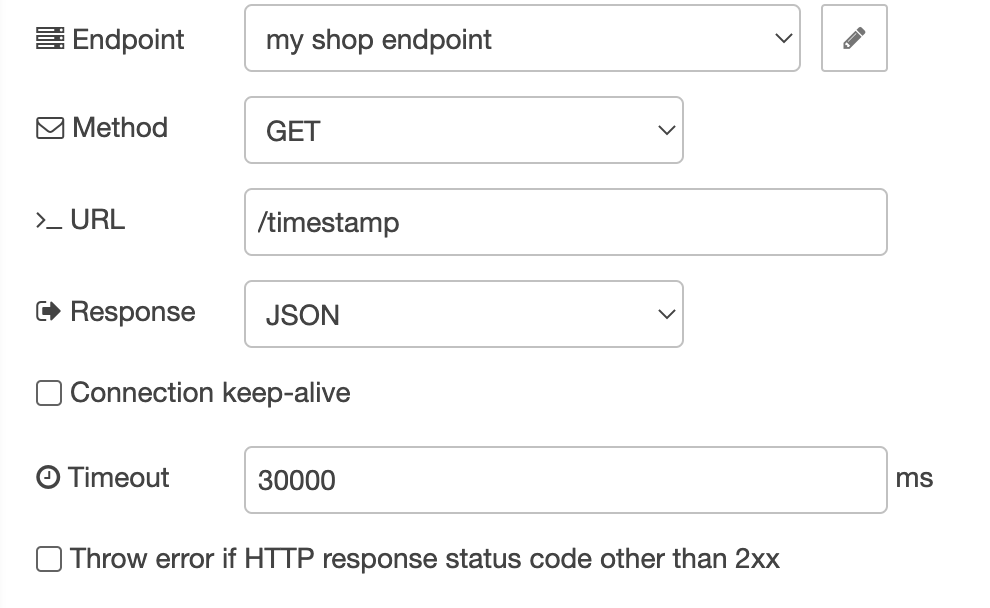 Endpoint my shop endpoint
Method GET
URL /timestamp
Response JSON
Connection keep-alive
Timeout 30000 ms
Throw error if HTTP response status code other than 2xx